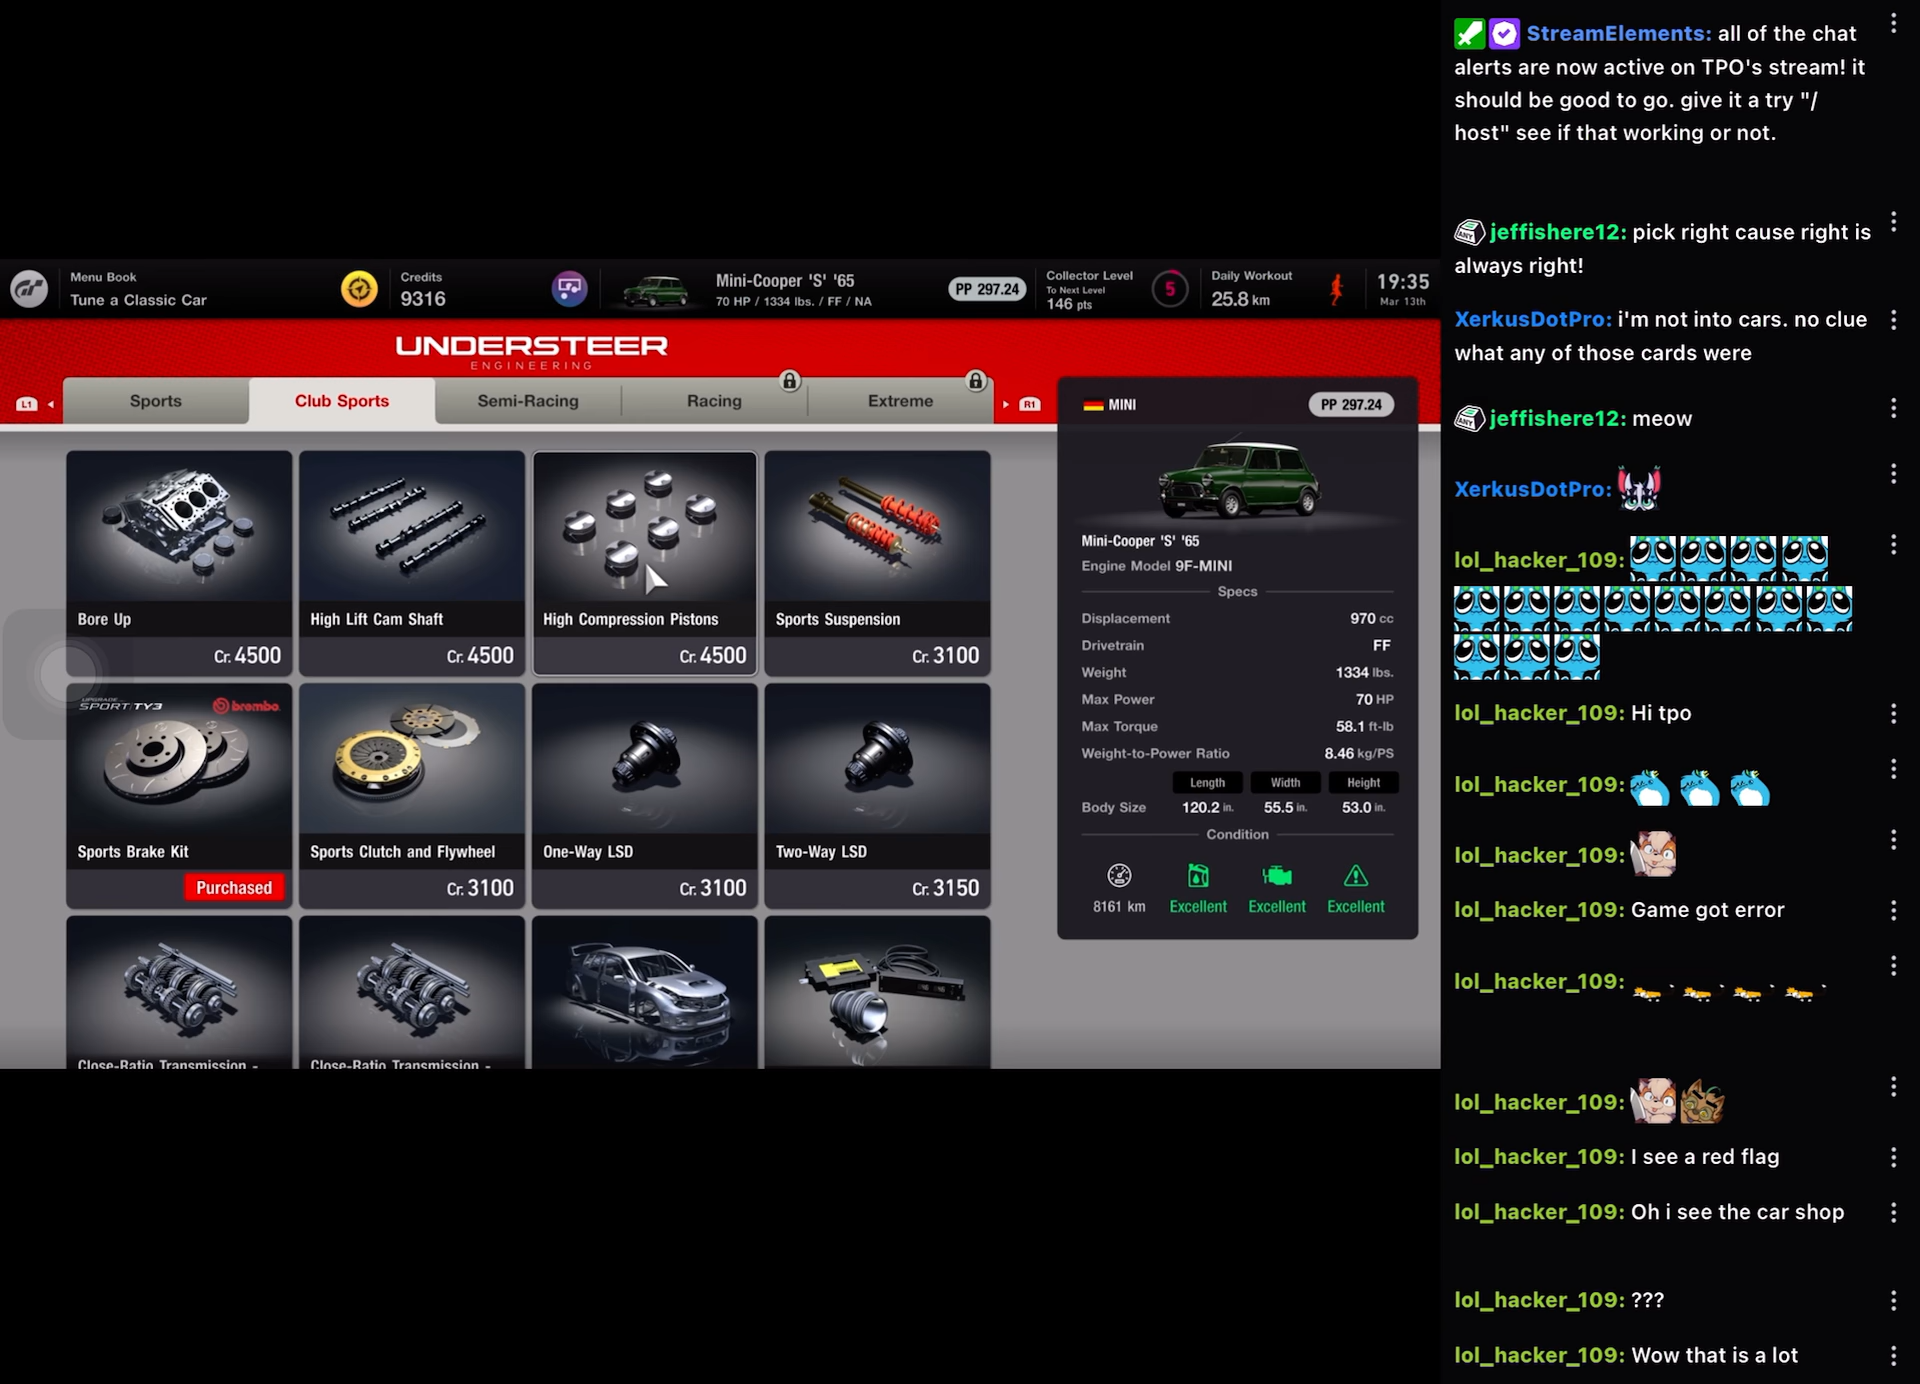 Menu Book
Tune a Classic Car
Credits
9316
Mini-Cooper 'S' '65
70 HP / 1334 lbs. / FF / NA
PP 297.24
Collector Level
To Next Level
146 pts
5
Daily Workout
25.8 km
19:35
Mar 13th
UNDERSTEER
ENGINEERING
L1
Sports
Club Sports
Semi-Racing
Racing
Extreme
R1
Bore Up
Cr. 4500
High Lift Cam Shaft
Cr. 4500
High Compression Pistons
Cr. 4500
Sports Suspension
Cr. 3100
UPGRADE
SPORT/TY3
brembo
Sports Brake Kit
Purchased
Sports Clutch and Flywheel
Cr. 3100
One-Way LSD
Cr. 3100
Two-Way LSD
Cr. 3150
Close-Ratio Transmission -
Close-Ratio Transmission -
MINI
PP 297.24
Mini-Cooper 'S' '65
Engine Model 9F-MINI
Specs
Displacement 970 cc
Drivetrain FF
Weight 1334 lbs.
Max Power 70 HP
Max Torque 58.1 ft-lb
Weight-to-Power Ratio 8.46 kg/PS
Length Width Height
Body Size 120.2 in. 55.5 in. 53.0 in.
Condition
8161 km Excellent Excellent Excellent
StreamElements: all of the chat
alerts are now active on TPO's stream! it
should be good to go. give it a try "/
host" see if that working or not.
ANY jeffishere12: pick right cause right is
always right!
XerkusDotPro: i'm not into cars. no clue
what any of those cards were
ANY jeffishere12: meow
XerkusDotPro:
lol_hacker_109:
lol_hacker_109: Hi tpo
lol_hacker_109:
lol_hacker_109:
lol_hacker_109: Game got error
lol_hacker_109:
lol_hacker_109:
lol_hacker_109: I see a red flag
lol_hacker_109: Oh i see the car shop
lol_hacker_109: ???
lol_hacker_109: Wow that is a lot